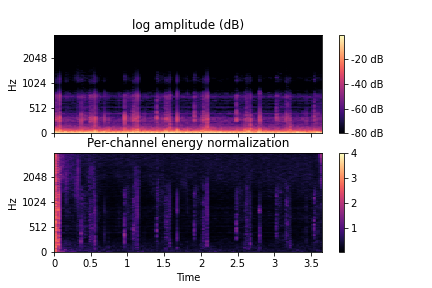 log amplitude (dB)
Hz
2048
1024
512
0
-20 dB
-40 dB
-60 dB
-80 dB
Per-channel energy normalization
Hz
2048
1024
512
0
0 0.5 1 1.5 2 2.5 3 3.5
Time
4
3
2
1